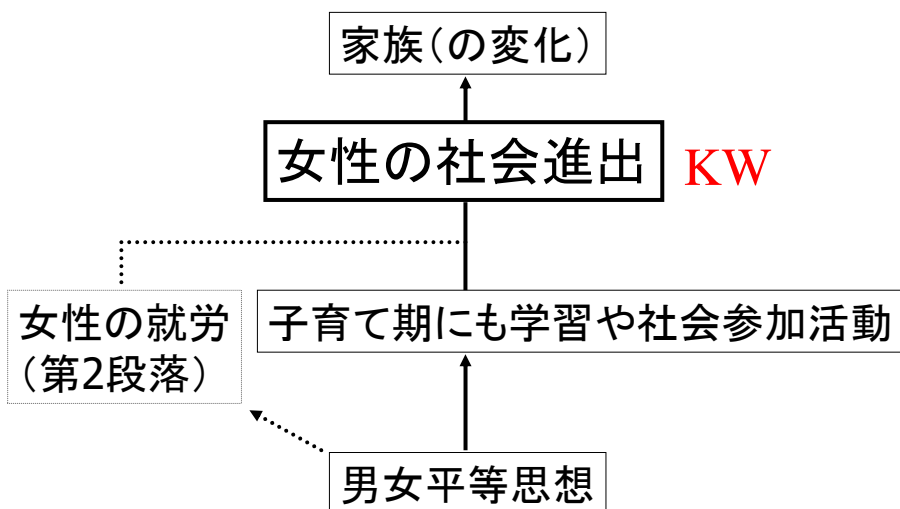 家族(の変化)
女性の社会進出
KW
女性の就労
(第2段落)
子育て期にも学習や社会参加活動
男女平等思想